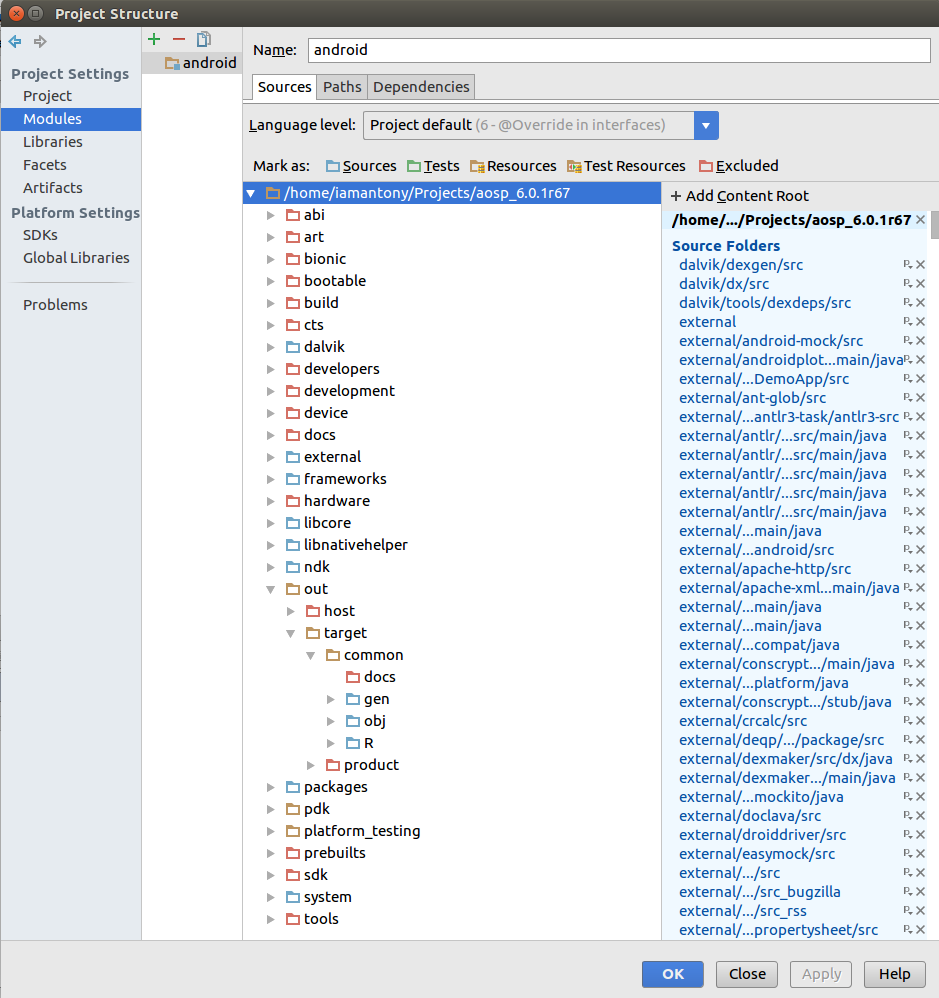 Project Structure
Project Settings
Project
Modules
Libraries
Facets
Artifacts
Platform Settings
SDKs
Global Libraries
Problems
android
Name: android
Sources Paths Dependencies
Language level: Project default (6 - @Override in interfaces)
Mark as: Sources Tests Resources Test Resources Excluded
/home/iamantony/Projects/aosp_6.0.1r67
abi
art
bionic
bootable
build
cts
dalvik
developers
development
device
docs
external
frameworks
hardware
libcore
libnativehelper
ndk
out
host
target
common
docs
gen
obj
R
product
packages
pdk
platform_testing
prebuilts
sdk
system
tools
+ Add Content Root
/home/.../Projects/aosp_6.0.1r67
Source Folders
dalvik/dexgen/src
dalvik/dx/src
dalvik/tools/dexdeps/src
external
external/android-mock/src
external/androidplot...main/java
external/...DemoApp/src
external/ant-glob/src
external/...antlr3-task/antlr3-src
external/antlr/...src/main/java
external/antlr/...src/main/java
external/antlr/...src/main/java
external/antlr/...src/main/java
external/antlr/...src/main/java
external/...main/java
external/...android/src
external/apache-http/src
external/apache-xml...main/java
external/...main/java
external/...main/java
external/...compat/java
external/conscrypt.../main/java
external/...platform/java
external/conscrypt.../stub/java
external/crcalc/src
external/deqp/.../package/src
external/dexmaker/src/dx/java
external/dexmaker.../main/java
external/...mockito/java
external/doclava/src
external/droiddriver/src
external/easymock/src
external/.../src
external/.../src_bugzilla
external/.../src_rss
external/...propertysheet/src
OK Close Apply Help